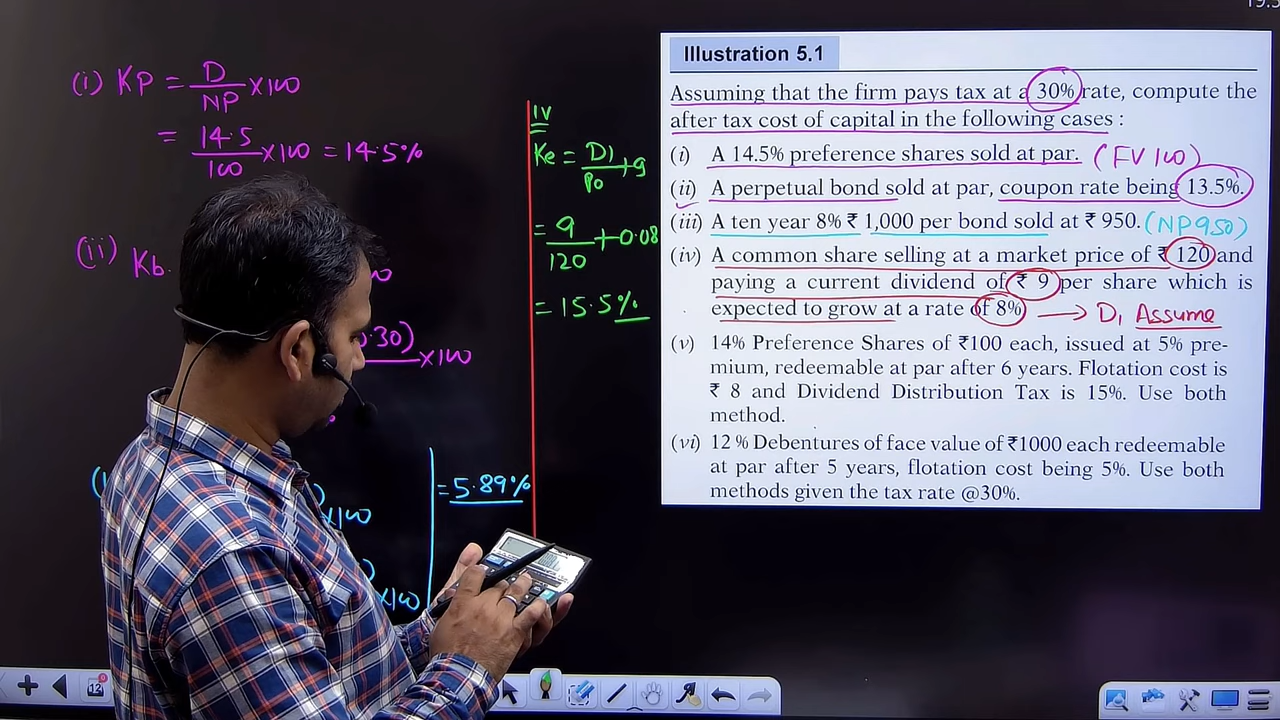 19:5
(i) Kp = D/NP ×100
= 14.5/100 ×100 = 14.5%
(ii) Kb
0.30)
×100
×100
×100
= 5.89%
IV
Ke = D1/P0 + g
= 9/120 + 0.08
= 15.5%
Illustration 5.1
Assuming that the firm pays tax at a 30% rate, compute the
after tax cost of capital in the following cases :
(i) A 14.5% preference shares sold at par. (FV 100)
(ii) A perpetual bond sold at par, coupon rate being 13.5%.
(iii) A ten year 8% ₹ 1,000 per bond sold at ₹ 950. (NP 950)
(iv) A common share selling at a market price of ₹ 120 and
paying a current dividend of ₹ 9 per share which is
expected to grow at a rate of 8% → D1 Assume
(v) 14% Preference Shares of ₹100 each, issued at 5% pre-
mium, redeemable at par after 6 years. Flotation cost is
₹ 8 and Dividend Distribution Tax is 15%. Use both
method.
(vi) 12% Debentures of face value of ₹1000 each redeemable
at par after 5 years, flotation cost being 5%. Use both
methods given the tax rate @30%.
12